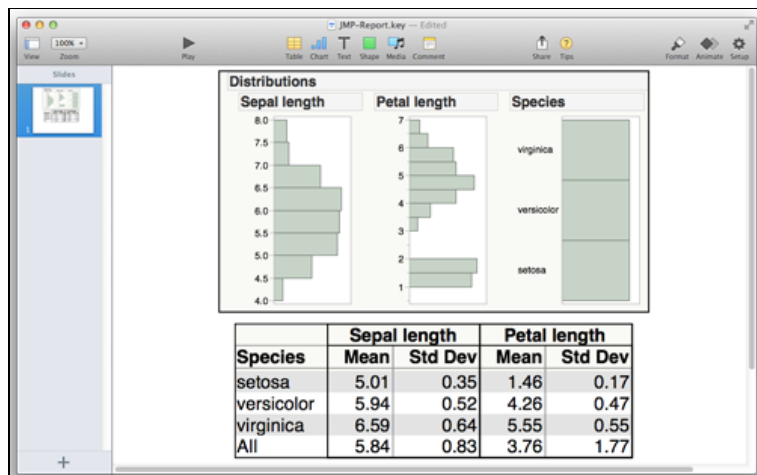 JMP-Report.key — Edited
100%
View Zoom Play Table Chart Text Shape Media Comment Share Tips Format Animate Setup
Slides
1
Distributions
Sepal length Petal length Species
8.0
7.5
7.0
6.5
6.0
5.5
5.0
4.5
4.0
7
6
5
4
3
2
1
virginica
versicolor
setosa
Sepal length Petal length
Species Mean Std Dev Mean Std Dev
setosa 5.01 0.35 1.46 0.17
versicolor 5.94 0.52 4.26 0.47
virginica 6.59 0.64 5.55 0.55
All 5.84 0.83 3.76 1.77